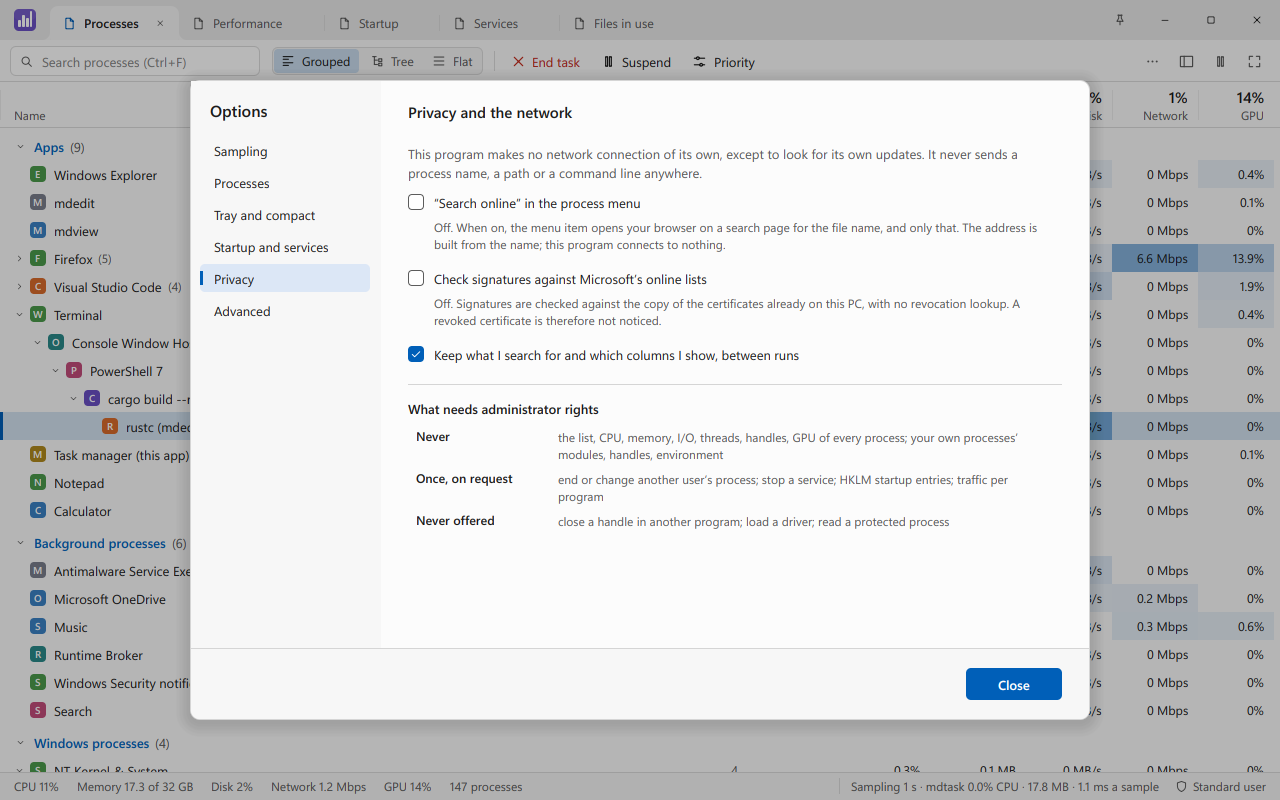 Processes
Performance
Startup
Services
Files in use
Search processes (Ctrl+F)
Grouped
Tree
Flat
End task
Suspend
Priority
Name
1%
14%
Network
GPU
Options
Sampling
Processes
Tray and compact
Startup and services
Privacy
Advanced
Privacy and the network
This program makes no network connection of its own, except to look for its own updates. It never sends a
process name, a path or a command line anywhere.
“Search online” in the process menu
Off. When on, the menu item opens your browser on a search page for the file name, and only that. The address is
built from the name; this program connects to nothing.
Check signatures against Microsoft’s online lists
Off. Signatures are checked against the copy of the certificates already on this PC, with no revocation lookup. A
revoked certificate is therefore not noticed.
Keep what I search for and which columns I show, between runs
What needs administrator rights
Never
the list, CPU, memory, I/O, threads, handles, GPU of every process; your own processes’
modules, handles, environment
Once, on request
end or change another user’s process; stop a service; HKLM startup entries; traffic per
program
Never offered
close a handle in another program; load a driver; read a protected process
Close
Apps (9)
Windows Explorer 0 Mbps 0.4%
mdedit 0 Mbps 0.1%
mdview 0 Mbps 0%
Firefox (5) 6.6 Mbps 13.9%
Visual Studio Code (4) 0 Mbps 1.9%
Terminal 0 Mbps 0.4%
Console Window Ho 0 Mbps 0%
PowerShell 7 0 Mbps 0%
cargo build 0 Mbps 0%
rustc 0 Mbps 0%
Task manager (this app) 0 Mbps 0.1%
Notepad 0 Mbps 0%
Calculator 0 Mbps 0%
Background processes (6)
Antimalware Service Exe 0 Mbps 0%
Microsoft OneDrive 0.2 Mbps 0%
Music 0.3 Mbps 0.6%
Runtime Broker 0 Mbps 0%
Windows Security notifi 0 Mbps 0%
Search 0 Mbps 0%
Windows processes (4)
NT Kernel & System 4 0.3% 0.1 MB 0 MB/s 0 Mbps 0%
CPU 11% Memory 17.3 of 32 GB Disk 2% Network 1.2 Mbps GPU 14% 147 processes
Sampling 1 s · mdtask 0.0% CPU · 17.8 MB · 1.1 ms a sample
Standard user